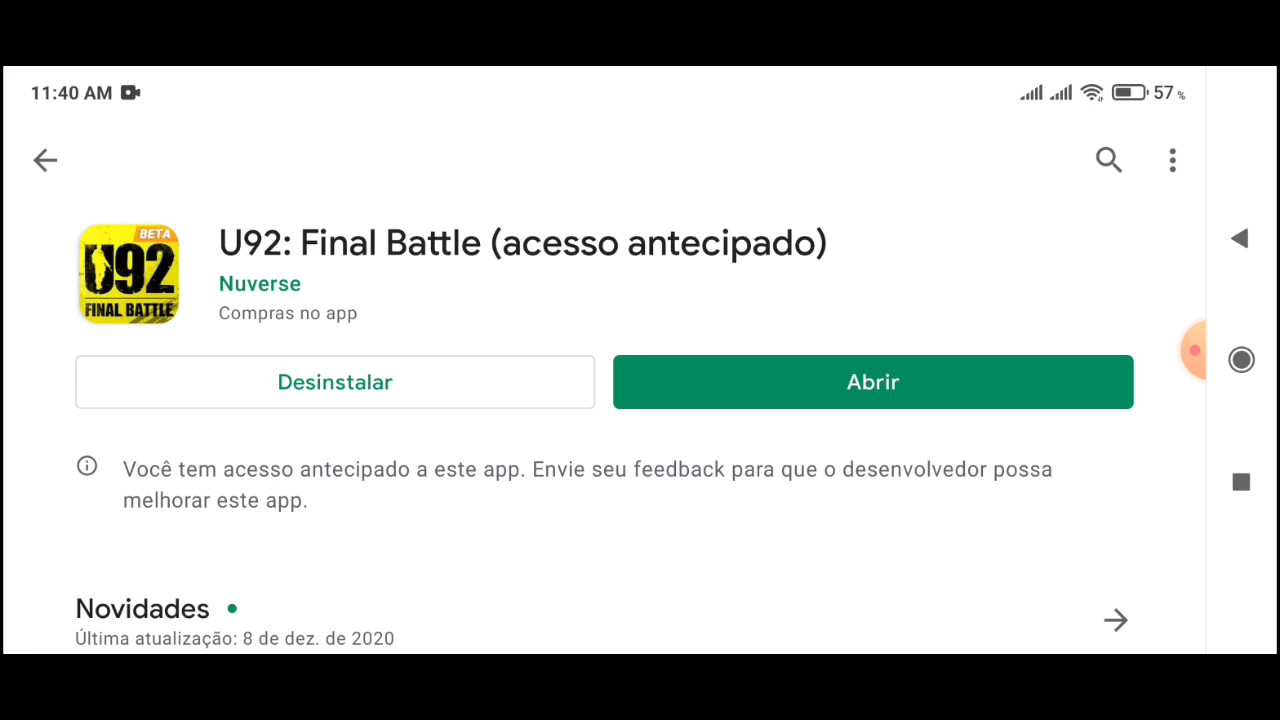 11:40 AM
57 %
BETA
U92
FINAL BATTLE
U92: Final Battle (acesso antecipado)
Nuverse
Compras no app
Desinstalar
Abrir
Você tem acesso antecipado a este app. Envie seu feedback para que o desenvolvedor possa
melhorar este app.
Novidades
Última atualização: 8 de dez. de 2020